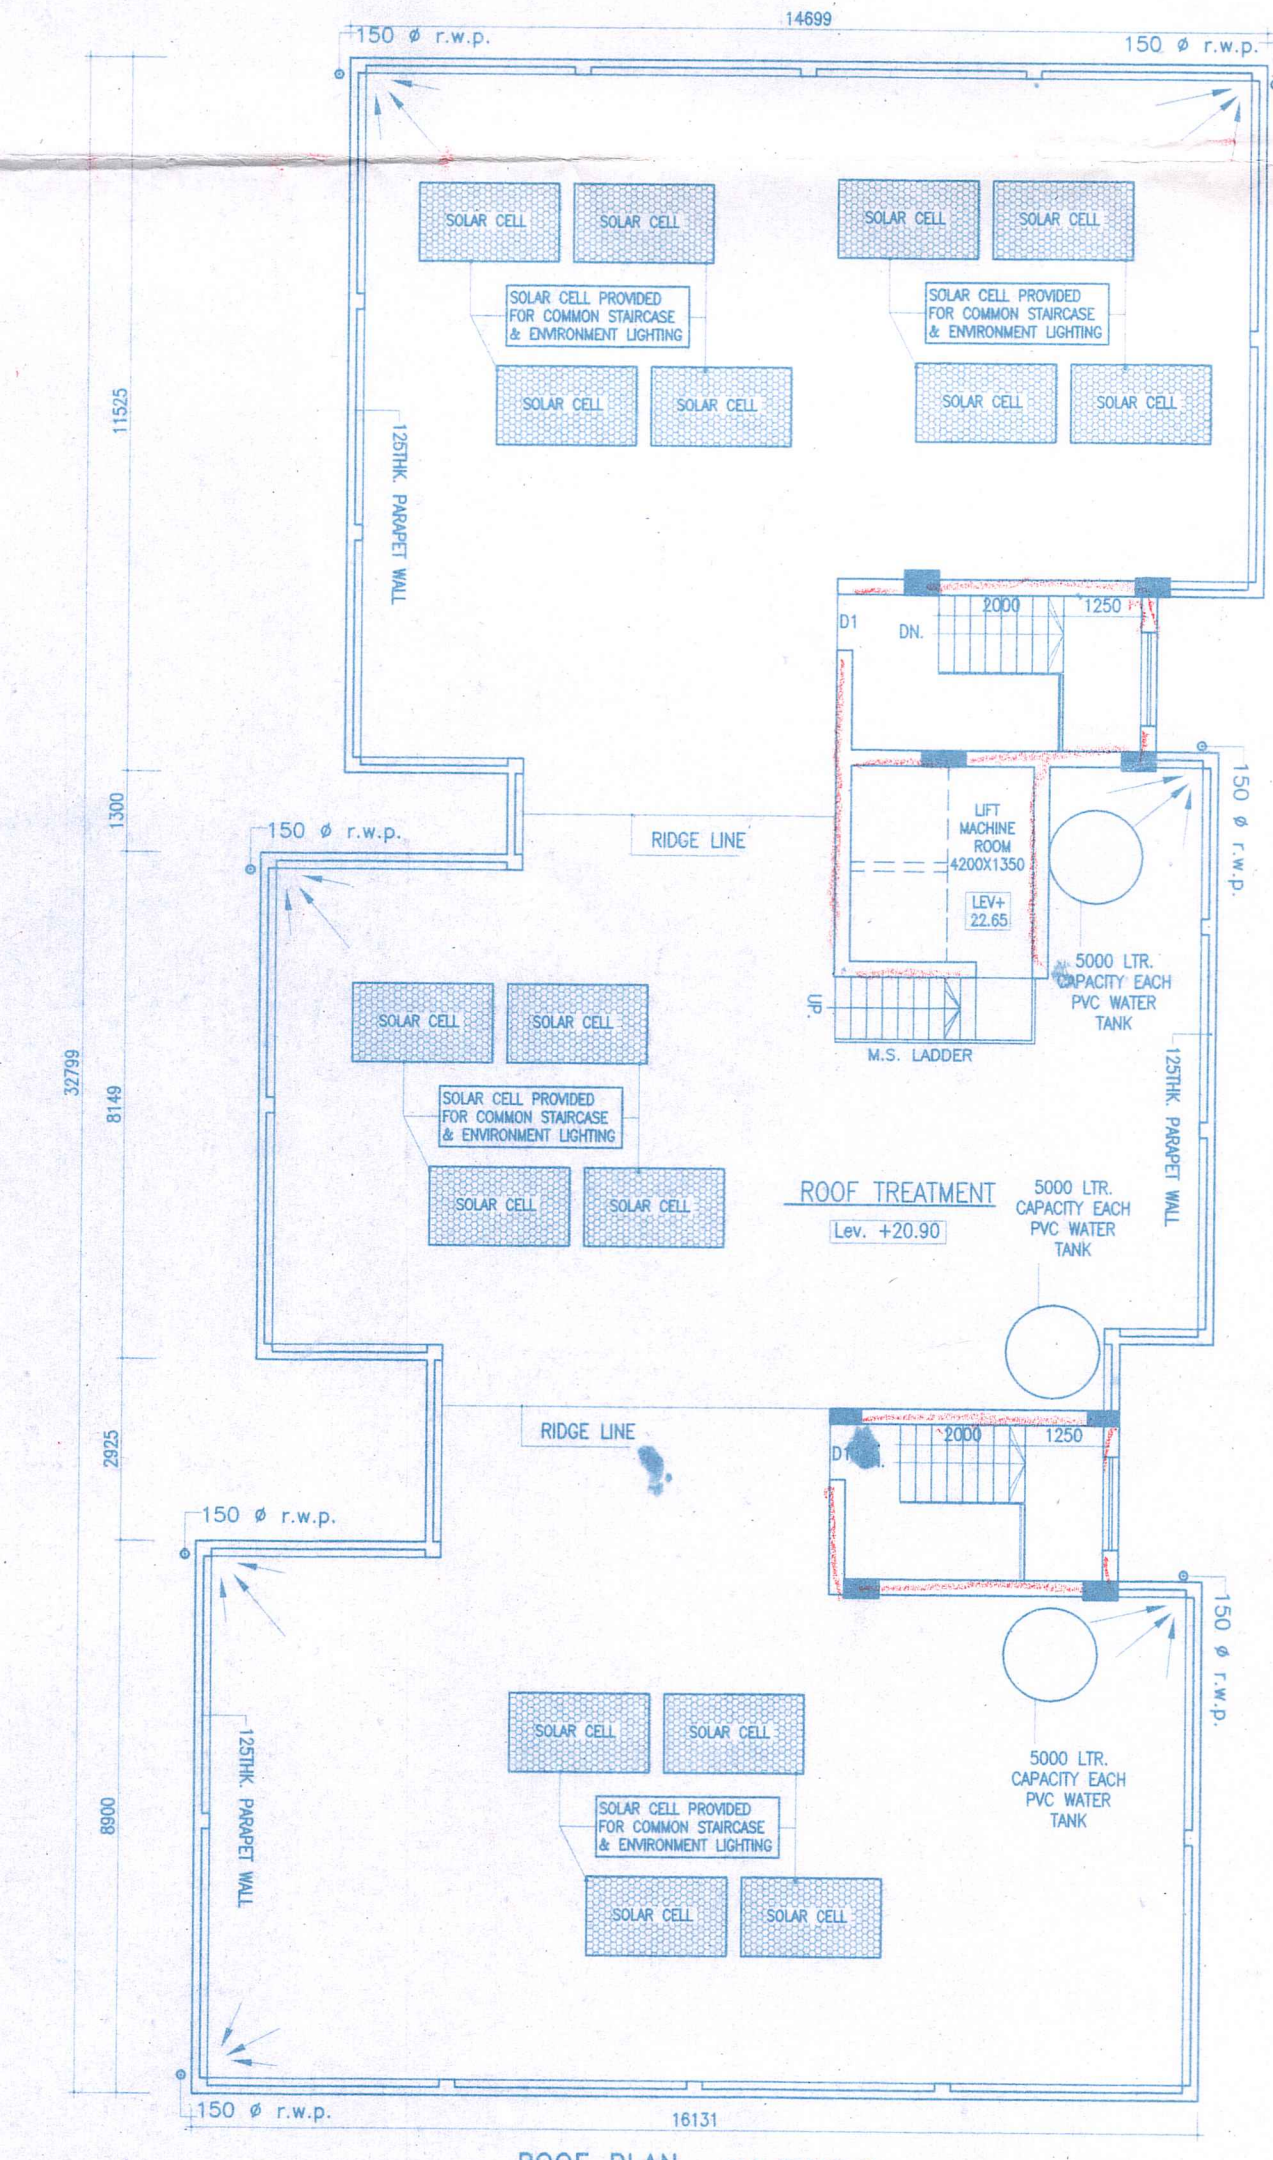 14699
150 ø r.w.p.
150 ø r.w.p.
SOLAR CELL
SOLAR CELL
SOLAR CELL
SOLAR CELL
SOLAR CELL PROVIDED
FOR COMMON STAIRCASE
& ENVIRONMENT LIGHTING
SOLAR CELL PROVIDED
FOR COMMON STAIRCASE
& ENVIRONMENT LIGHTING
SOLAR CELL
SOLAR CELL
SOLAR CELL
SOLAR CELL
11525
125THK. PARAPET WALL
2000
1250
D1
DN.
1300
150 ø r.w.p.
RIDGE LINE
LIFT
MACHINE
ROOM
4200X1350
LEV+
22.65
150 ø r.w.p.
5000 LTR.
CAPACITY EACH
PVC WATER
TANK
UP.
M.S. LADDER
SOLAR CELL
SOLAR CELL
32799
8149
SOLAR CELL PROVIDED
FOR COMMON STAIRCASE
& ENVIRONMENT LIGHTING
125THK. PARAPET WALL
SOLAR CELL
SOLAR CELL
ROOF TREATMENT
Lev. +20.90
5000 LTR.
CAPACITY EACH
PVC WATER
TANK
2925
RIDGE LINE
2000
1250
D1
150 ø r.w.p.
150 ø r.w.p.
SOLAR CELL
SOLAR CELL
8900
125THK. PARAPET WALL
SOLAR CELL PROVIDED
FOR COMMON STAIRCASE
& ENVIRONMENT LIGHTING
5000 LTR.
CAPACITY EACH
PVC WATER
TANK
SOLAR CELL
SOLAR CELL
150 ø r.w.p.
16131
ROOF PLAN